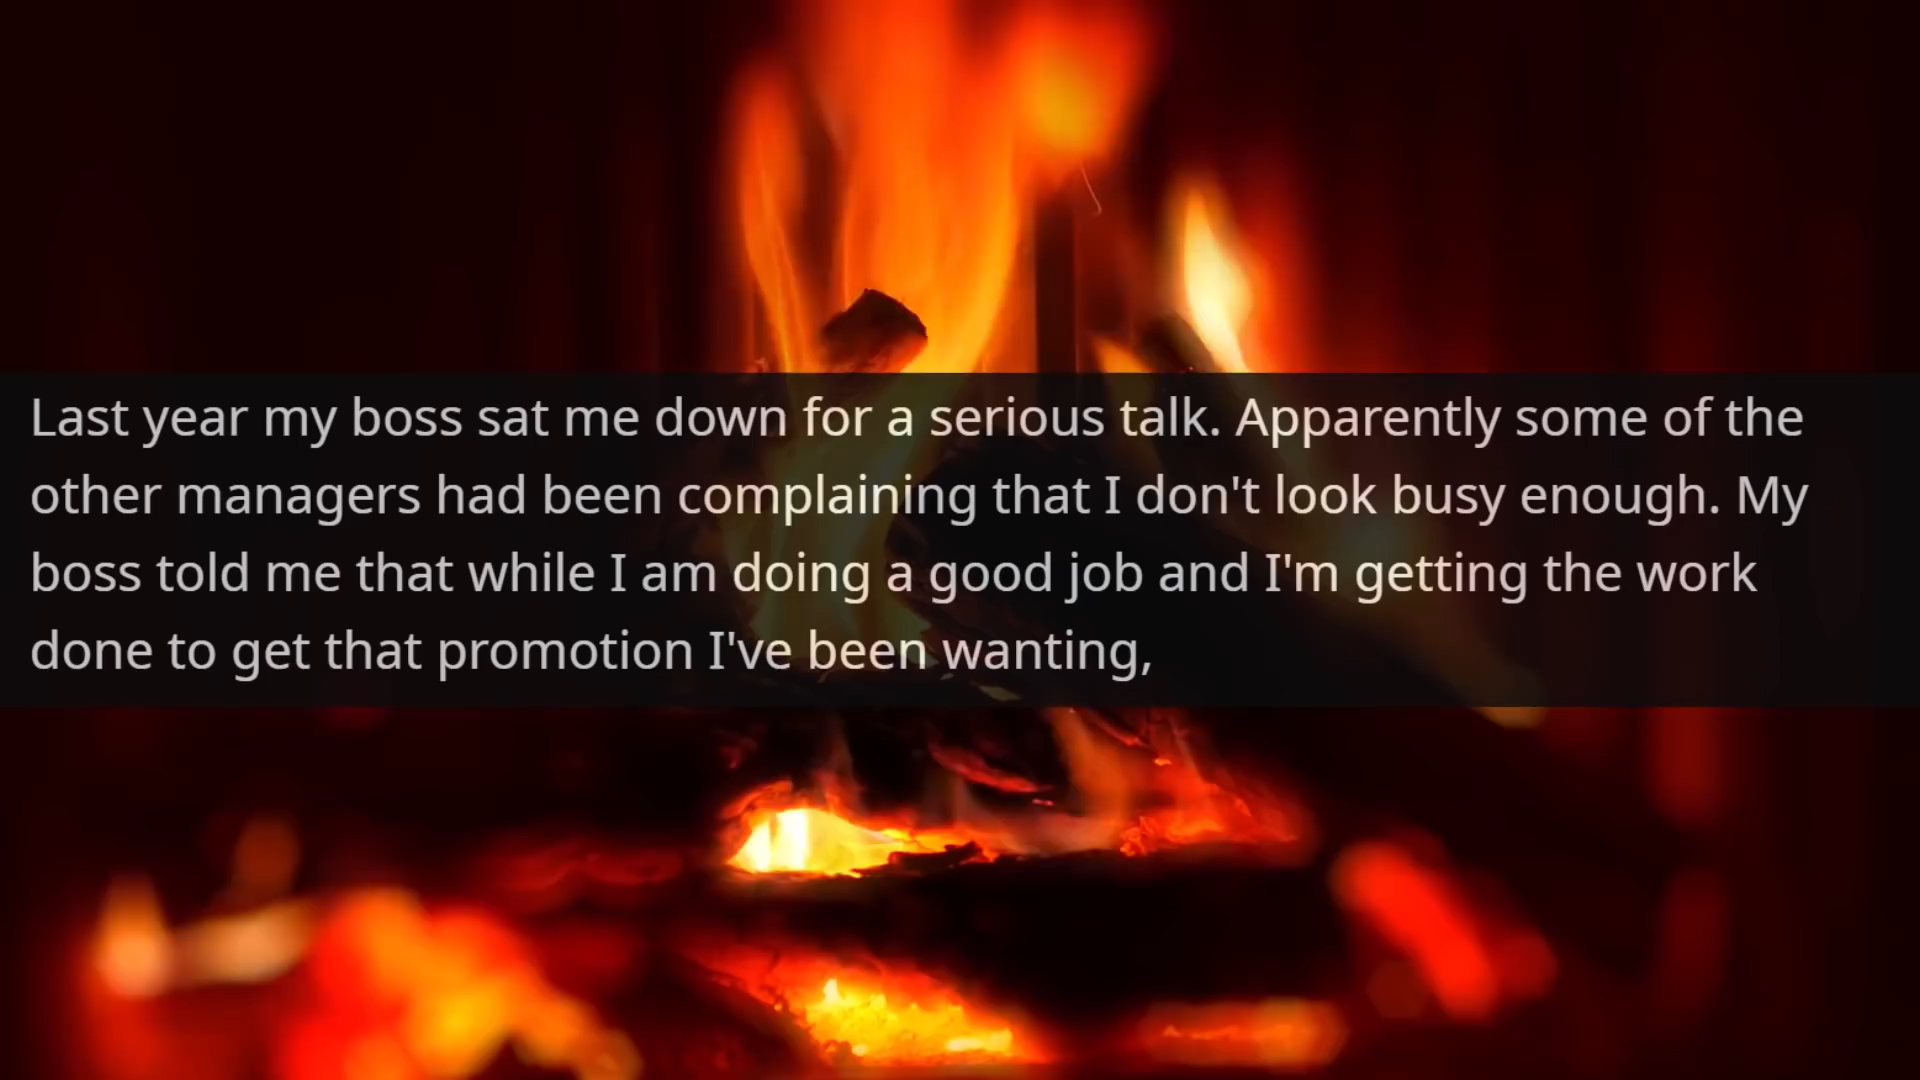 Last year my boss sat me down for a serious talk. Apparently some of the
other managers had been complaining that I don't look busy enough. My
boss told me that while I am doing a good job and I'm getting the work
done to get that promotion I've been wanting,